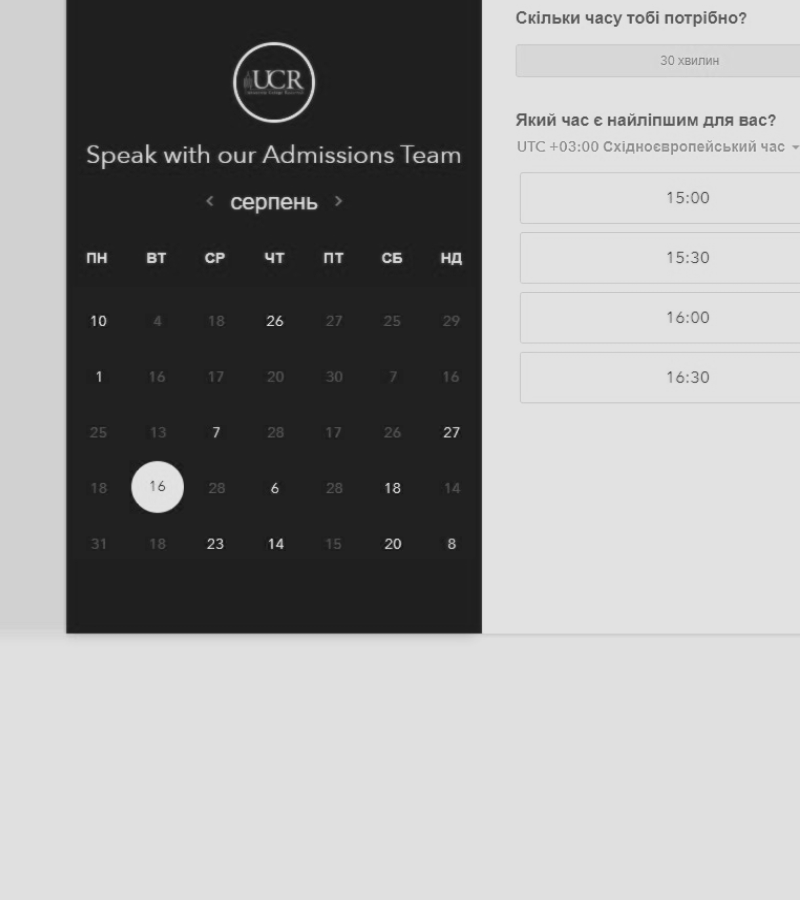 UCR
Speak with our Admissions Team
серпень
ПН ВТ СР ЧТ ПТ СБ НД
10 4 18 26 27 25 29
1 16 17 20 30 7 16
25 13 7 28 17 26 27
18 16 28 6 28 18 14
31 18 23 14 15 20 8
Скільки часу тобі потрібно?
30 хвилин
Який час є найліпшим для вас?
UTC +03:00 Східноєвропейський час
15:00
15:30
16:00
16:30